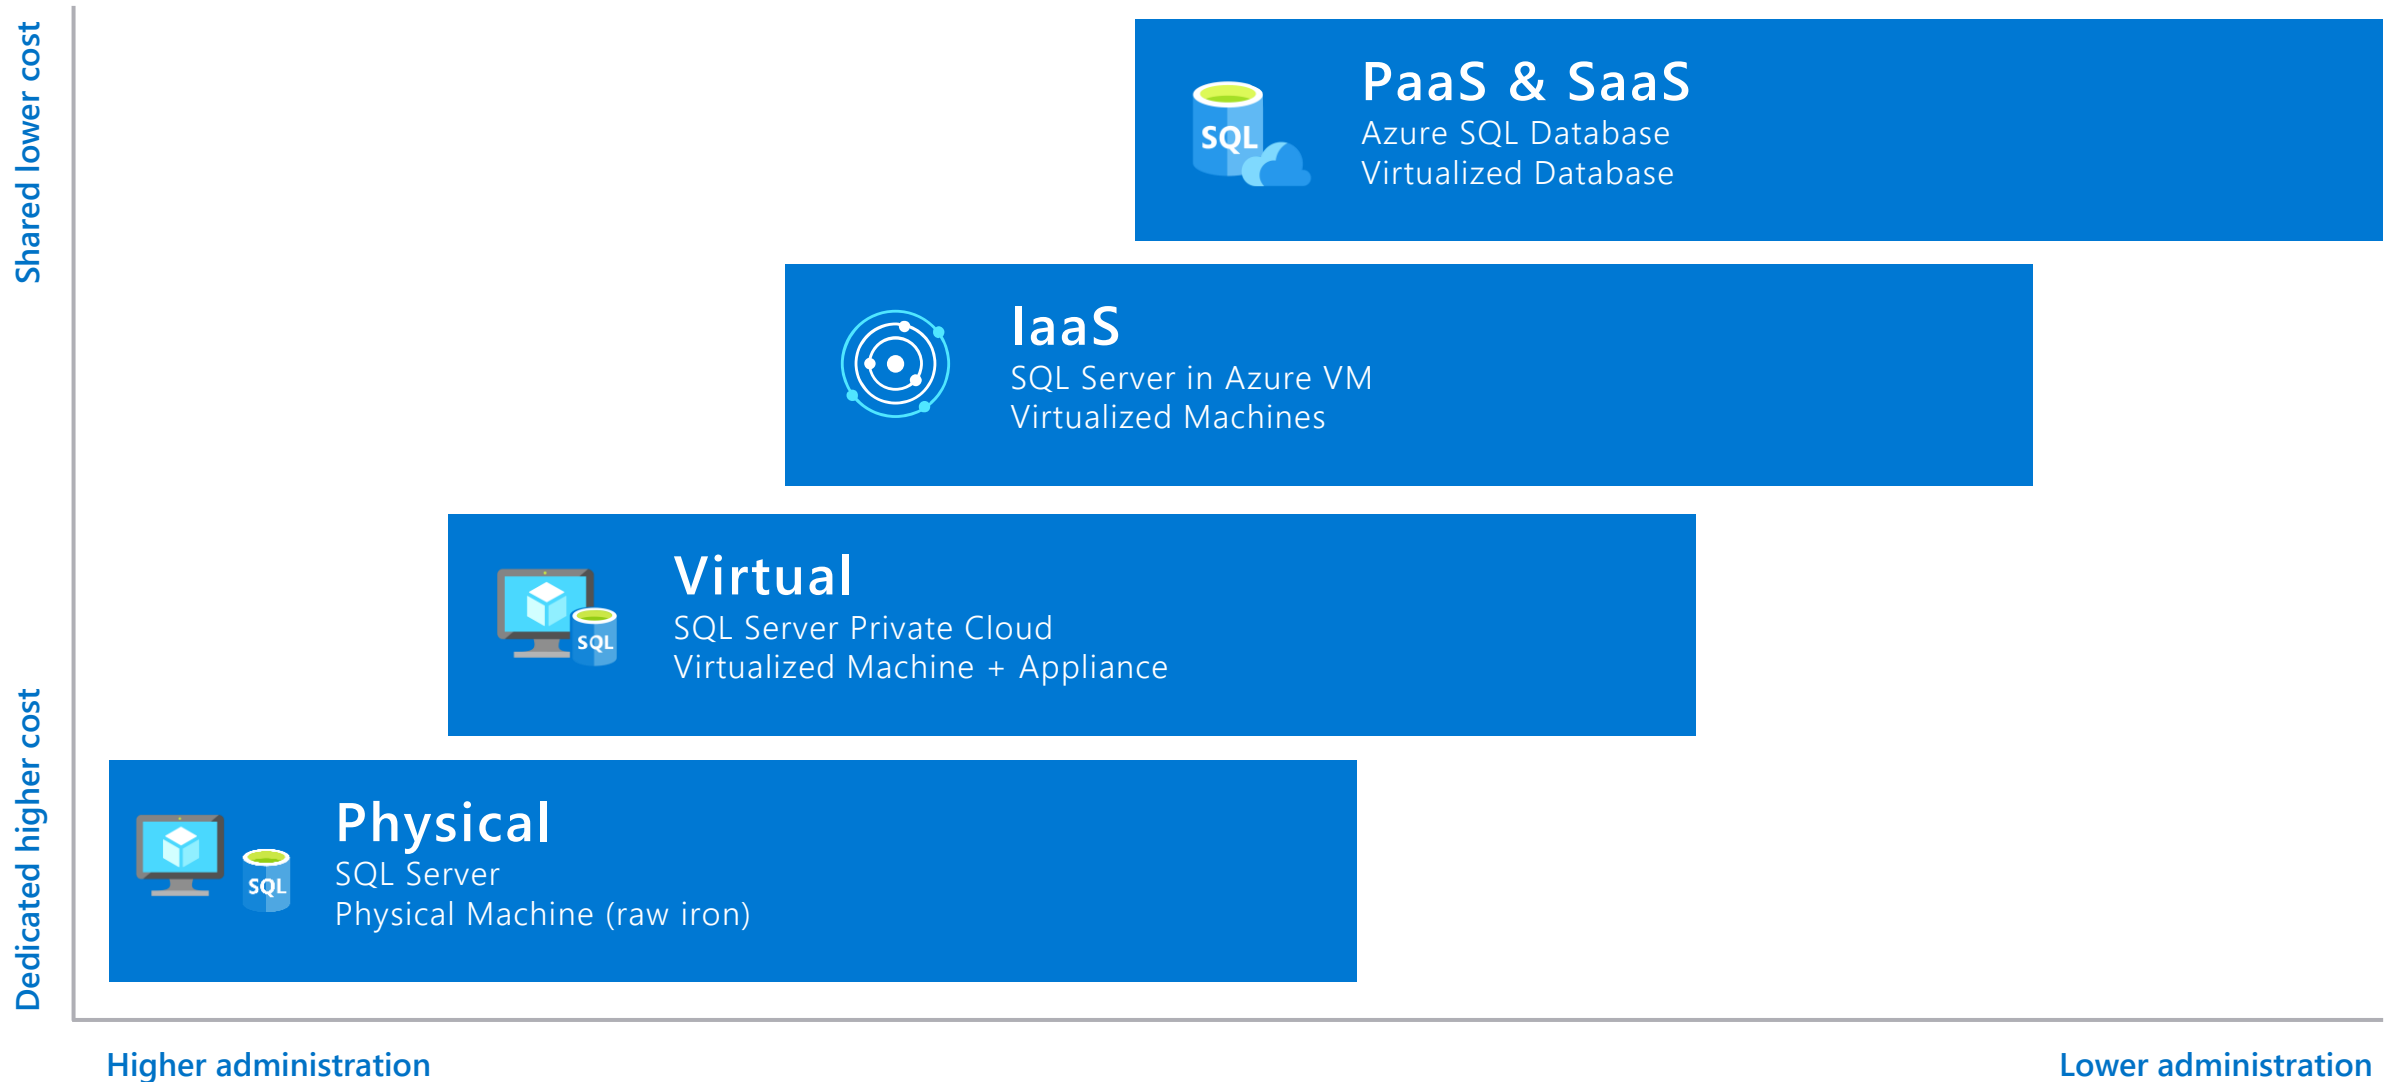 Shared lower cost
PaaS & SaaS
SQL
Azure SQL Database
Virtualized Database
IaaS
SQL Server in Azure VM
Virtualized Machines
Virtual
SQL
SQL Server Private Cloud
Virtualized Machine + Appliance
Dedicated higher cost
Physical
SQL
SQL Server
Physical Machine (raw iron)
Higher administration
Lower administration